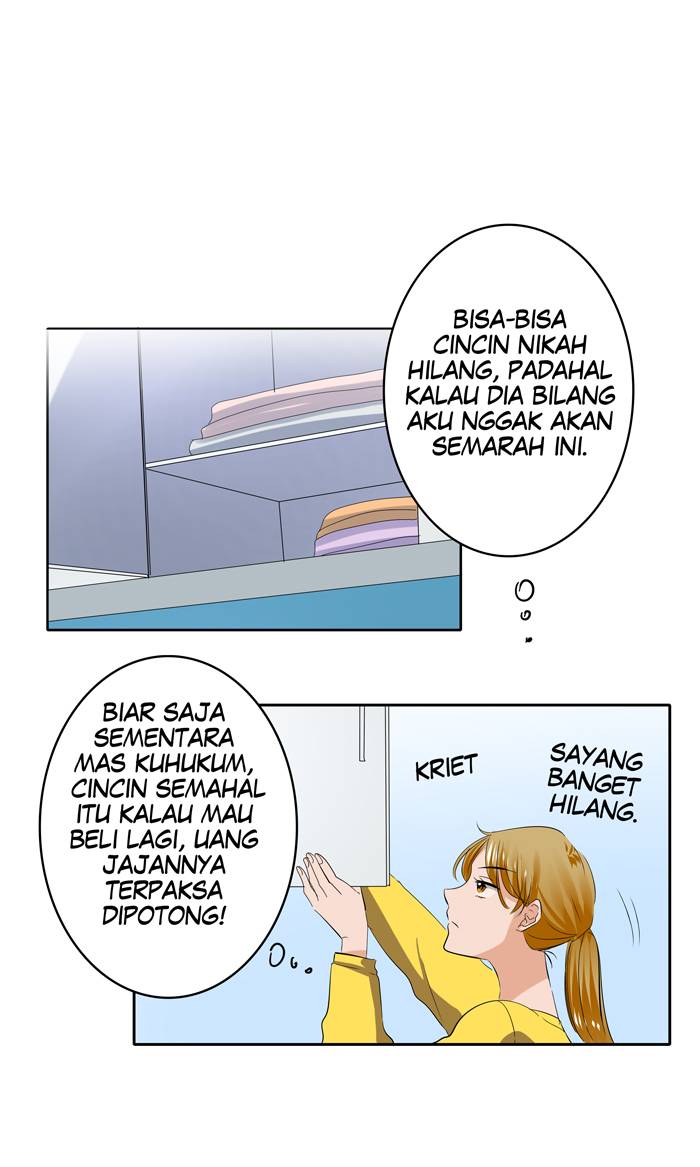 BISA-BISA
CINCIN NIKAH
HILANG, PADAHAL
KALAU DIA BILANG
AKU NGGAK AKAN
SEMARAH INI.
BIAR SAJA
SEMENTARA
MAS KUHUKUM,
CINCIN SEMAHAL
ITU KALAU MAU
BELI LAGI, UANG
JAJANNYA
TERPAKSA
DIPOTONG!
KRIET
SAYANG
BANGET
HILANG.